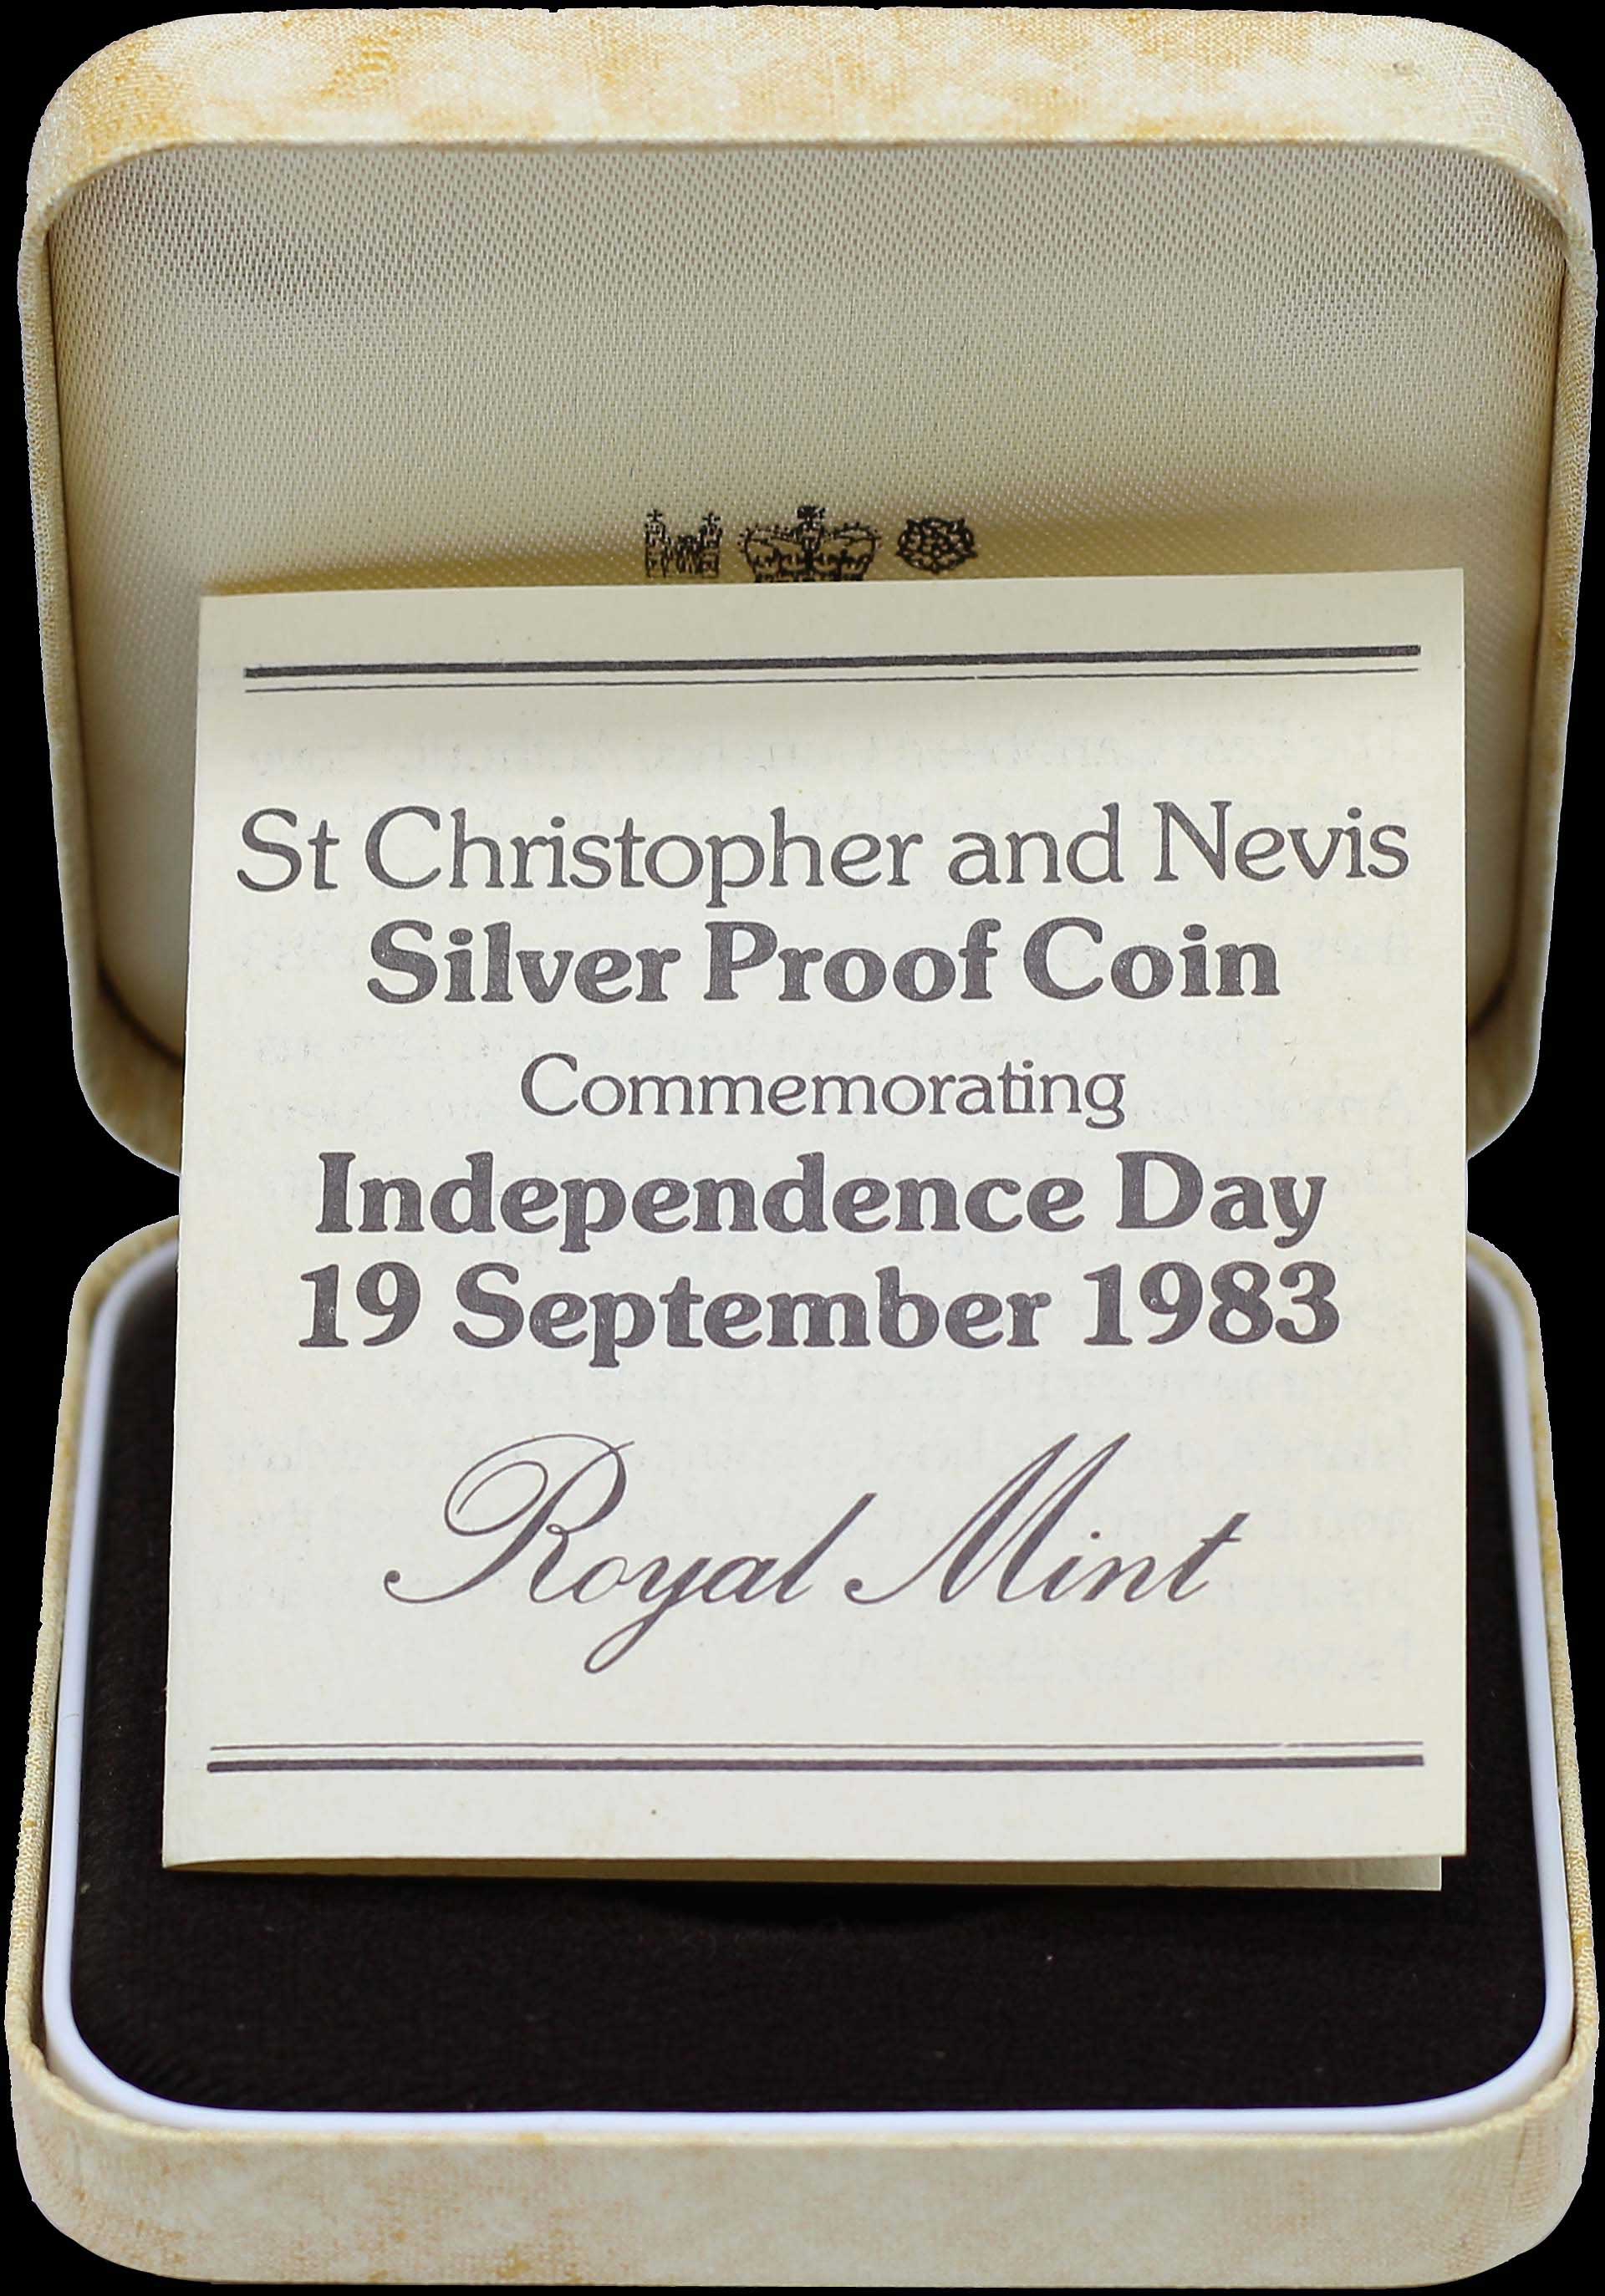 St Christopher and Nevis
Silver Proof Coin
Commemorating
Independence Day
19 September 1983
Royal Mint